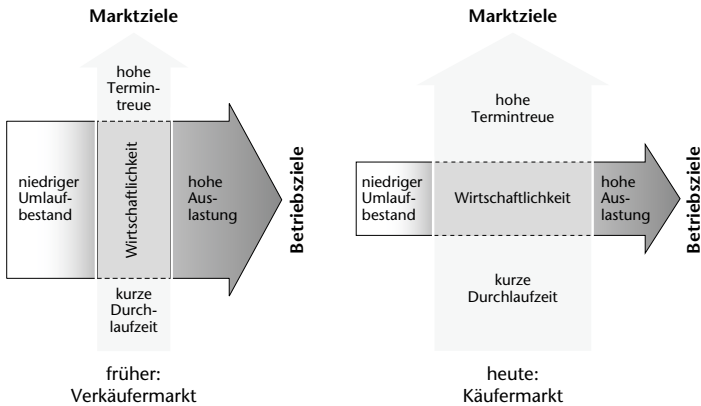 Marktziele
hohe
Termin-
treue
niedriger
Umlauf-
bestand
Wirtschaftlichkeit
hohe
Aus-
lastung
Betriebsziele
kurze
Durch-
laufzeit
früher:
Verkäufermarkt
Marktziele
hohe
Termintreue
niedriger
Umlauf-
bestand
Wirtschaftlichkeit
hohe
Aus-
lastung
Betriebsziele
kurze
Durchlaufzeit
heute:
Käufermarkt